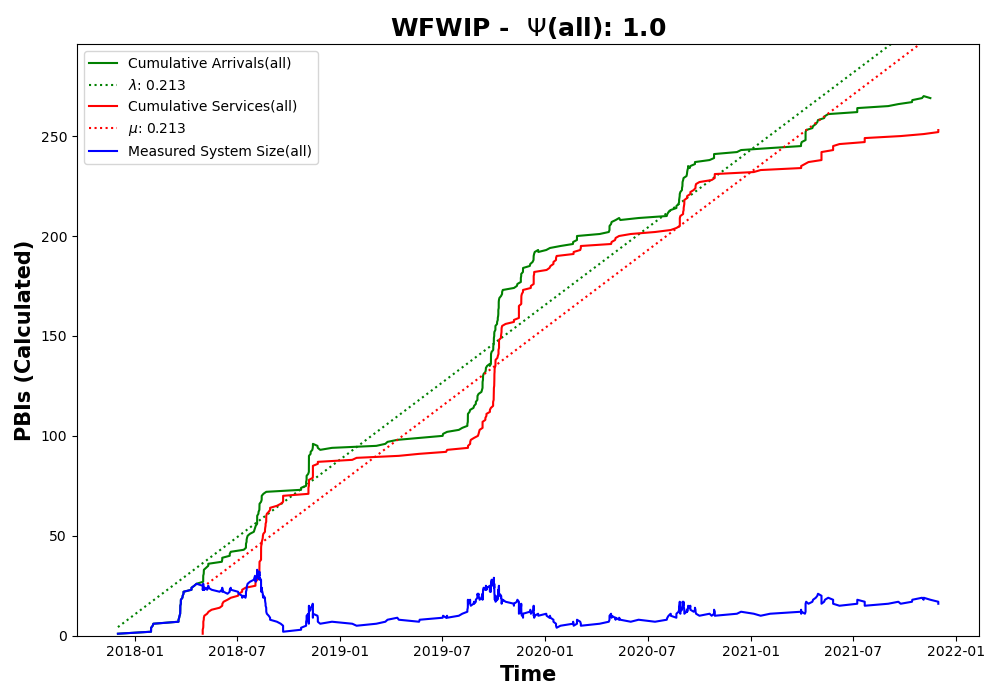 WFWIP - Ψ(all): 1.0
Cumulative Arrivals(all)
λ: 0.213
Cumulative Services(all)
μ: 0.213
Measured System Size(all)
PBIs (Calculated)
250
200
150
100
50
0
2018-01 2018-07 2019-01 2019-07 2020-01 2020-07 2021-01 2021-07 2022-01
Time